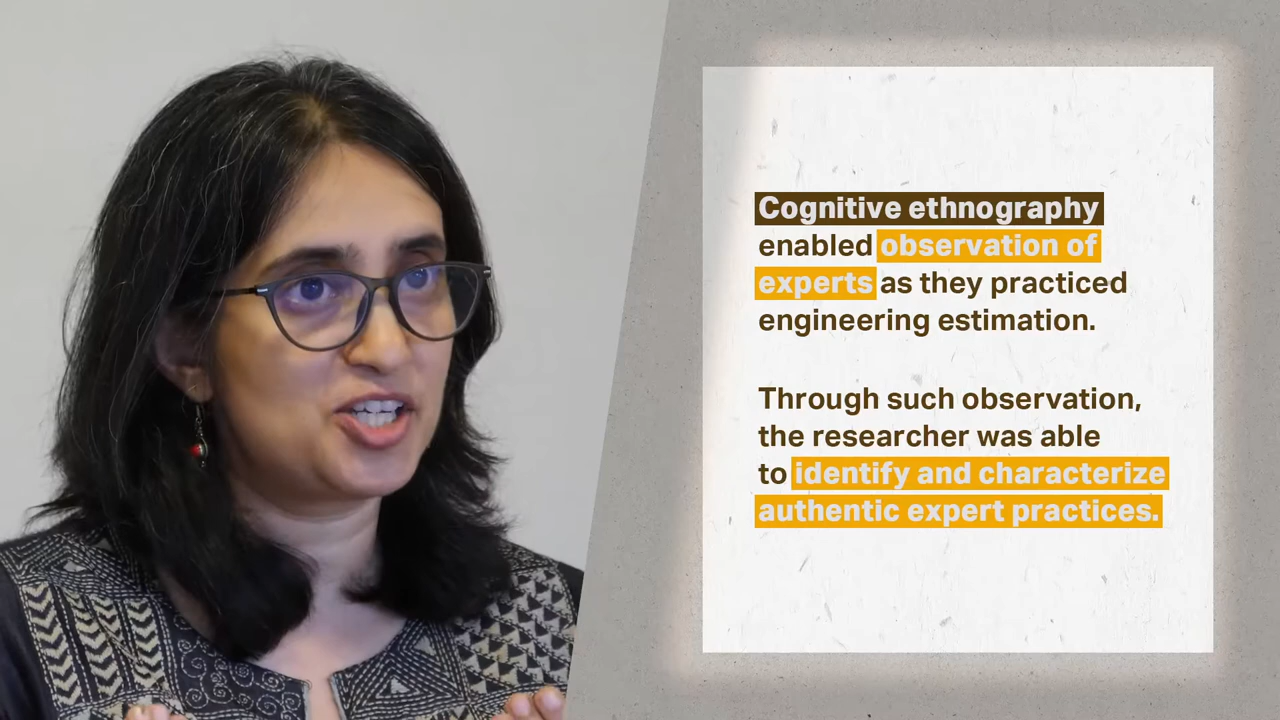 Cognitive ethnography
enabled observation of
experts as they practiced
engineering estimation.
Through such observation,
the researcher was able
to identify and characterize
authentic expert practices.